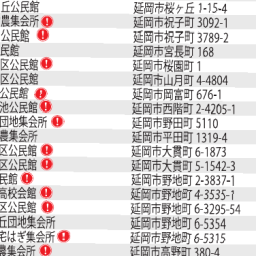 丘公民館 延岡市桜ヶ丘 1-15-4
農集会所 延岡市祝子町 3092-1
公民館 延岡市祝子町 3789-2
民館 延岡市宮長町 168
区公民館 延岡市桜園町 1
区公民館 延岡市山月町 4-4804
公民館 延岡市岡富町 676-1
池公民館 延岡市西階町 2-4205-1
団地集会所 延岡市野田町 5110
農集会所 延岡市平田町 1319-4
区公民館 延岡市大貫町 6-1873
区公民館 延岡市大貫町 5-1542-3
民館 延岡市野地町 2-3837-1
高校会館 延岡市野地町 4-3535-1
区公民館 延岡市野地町 6-3295-54
丘団地集会所 延岡市野地町 6-5354
宅はぎ集会所 延岡市野地町 6-5315
農集会所 延岡市高野町 380-4